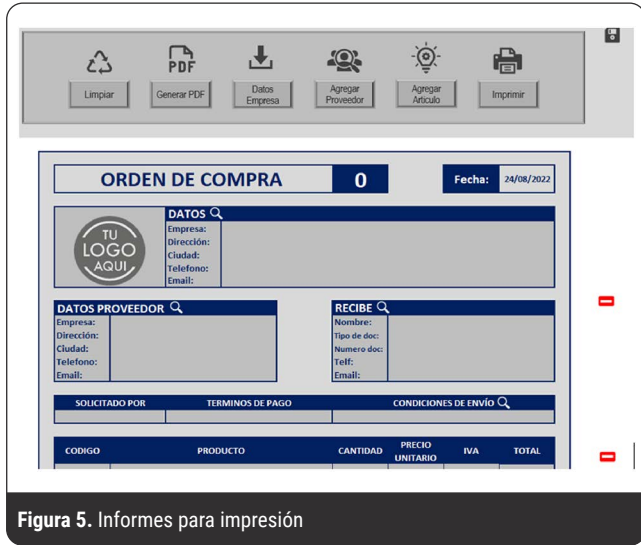 PDF
Limpiar
Generar PDF
Datos
Empresa
Agregar
Proveedor
Agregar
Articulo
Imprimir
ORDEN DE COMPRA
0
Fecha:
24/08/2022
TU
LOGO
AQUI
DATOS
Empresa:
Dirección:
Ciudad:
Telefono:
Email:
DATOS PROVEEDOR
Empresa:
Dirección:
Ciudad:
Telefono:
Email:
RECIBE
Nombre:
Tipo de doc:
Numero doc:
Telf:
Email:
SOLICITADO POR
TERMINOS DE PAGO
CONDICIONES DE ENVÍO
CODIGO
PRODUCTO
CANTIDAD
PRECIO
UNITARIO
IVA
TOTAL
Figura 5. Informes para impresión